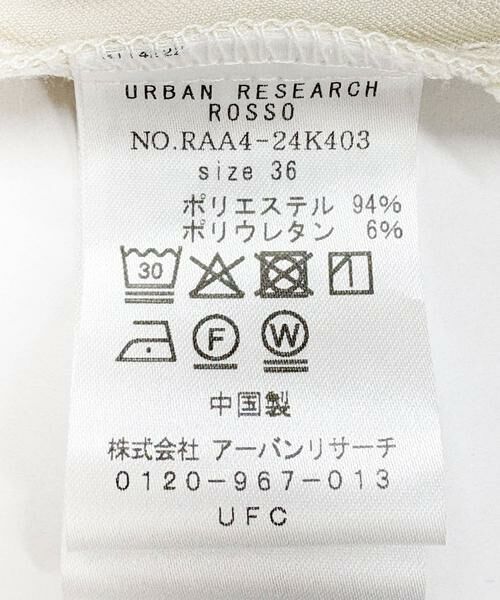 URBAN RESEARCH
ROSSO
NO.RAA4-24K403
size 36
ポリエステル 94%
ポリウレタン 6%
30
F W
中国製
株式会社 アーバンリサーチ
0120-967-013
UFC